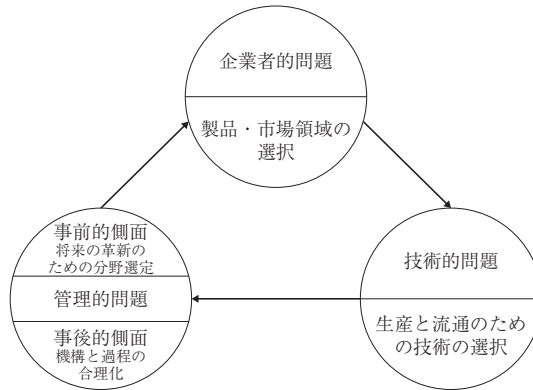 企業者的問題
製品・市場領域の
選択
事前的側面
将来の革新の
ための分野選定
管理的問題
事後的側面
機構と過程の
合理化
技術的問題
生産と流通のため
の技術の選択